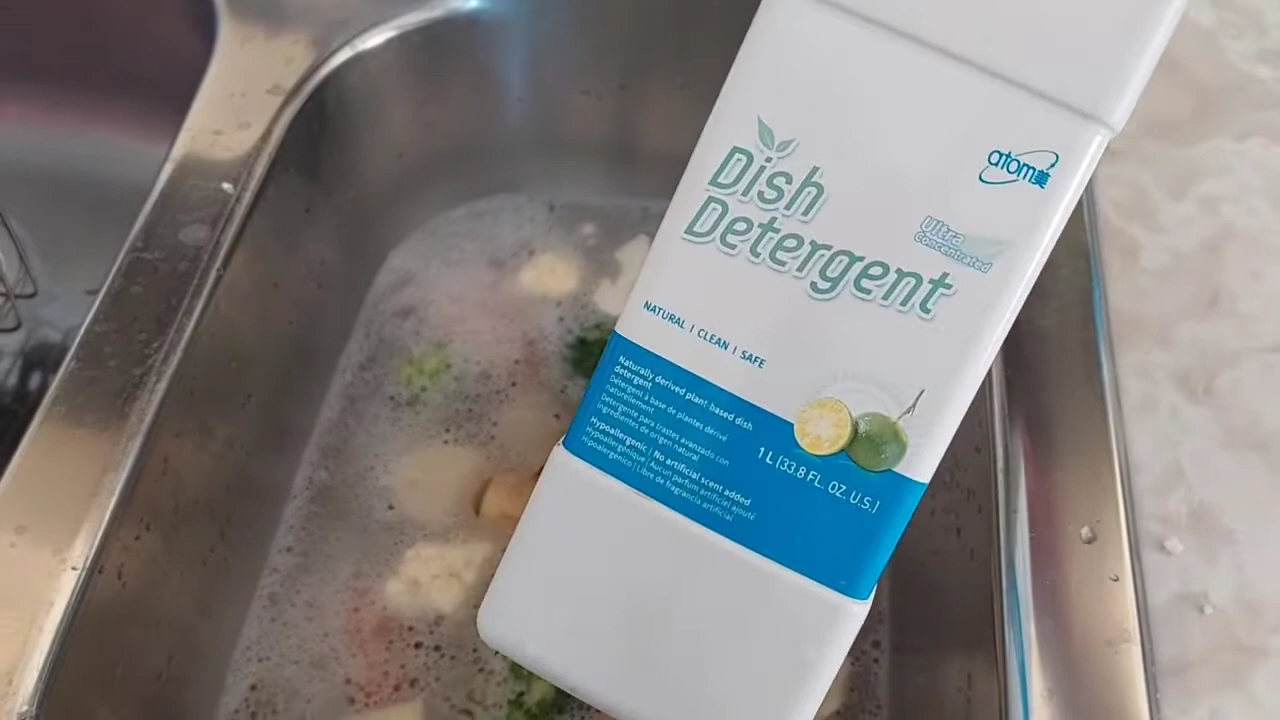 atom美
Dish
Detergent
Ultra
Concentrated
NATURAL | CLEAN | SAFE
Naturally derived plant based dish
detergent
Détergent à base de plantes dérivé
naturellement
Detergente para trastes avanzado con
ingredientes de origen natural
Hypoallergenic | No artificial scent added
Hypoallergénique | Aucun parfum artificiel ajouté
Hipoalergénico | Libre de fragrancia artificial
1 L (33.8 FL. OZ. U.S.)